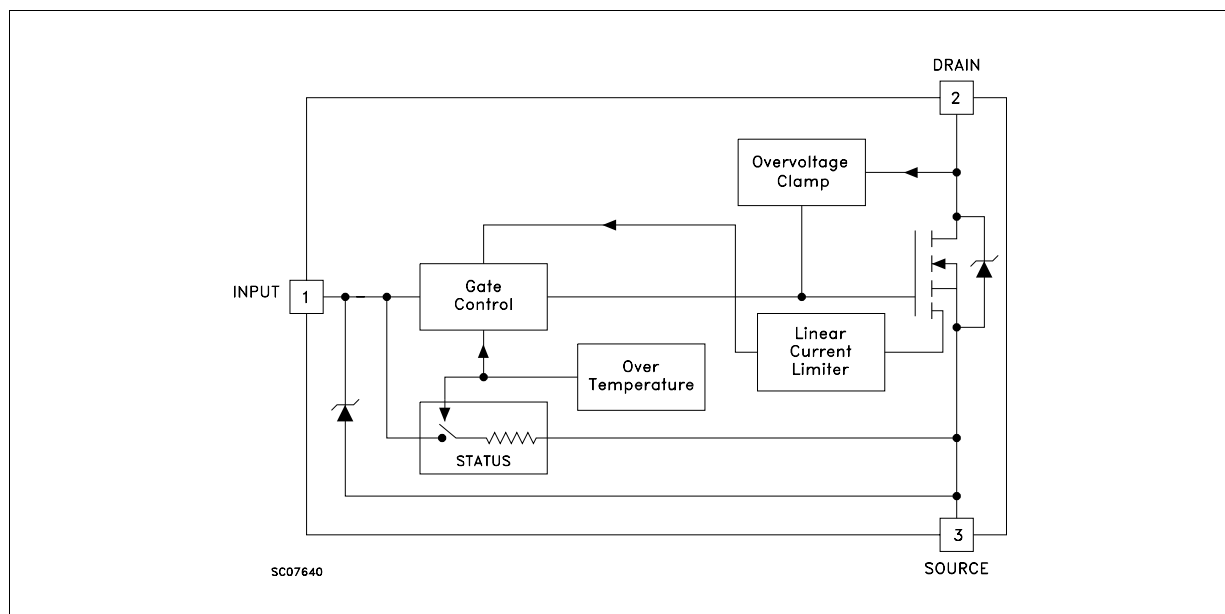 DRAIN
2
Overvoltage
Clamp
INPUT
1
Gate
Control
Linear
Current
Limiter
Over
Temperature
STATUS
3
SC07640
SOURCE